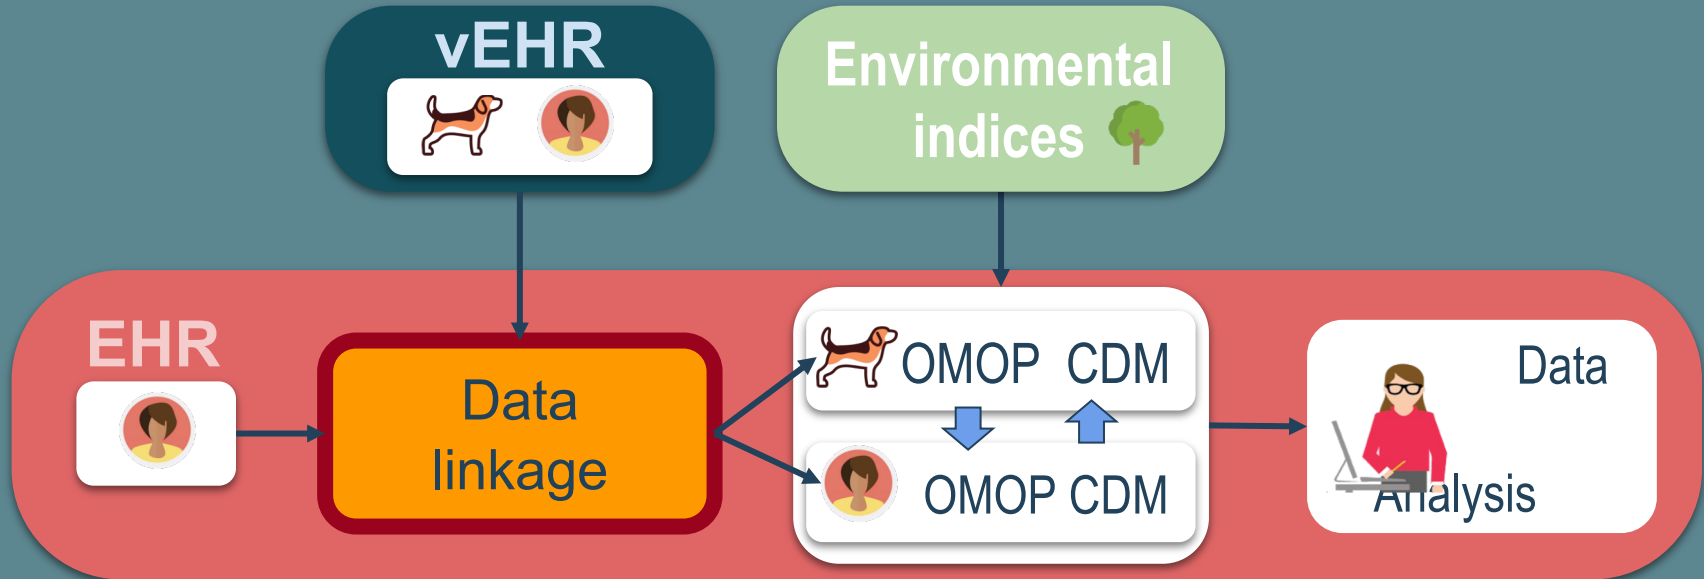 vEHR
Environmental
indices
EHR
Data
linkage
OMOP CDM
OMOP CDM
Data
Analysis